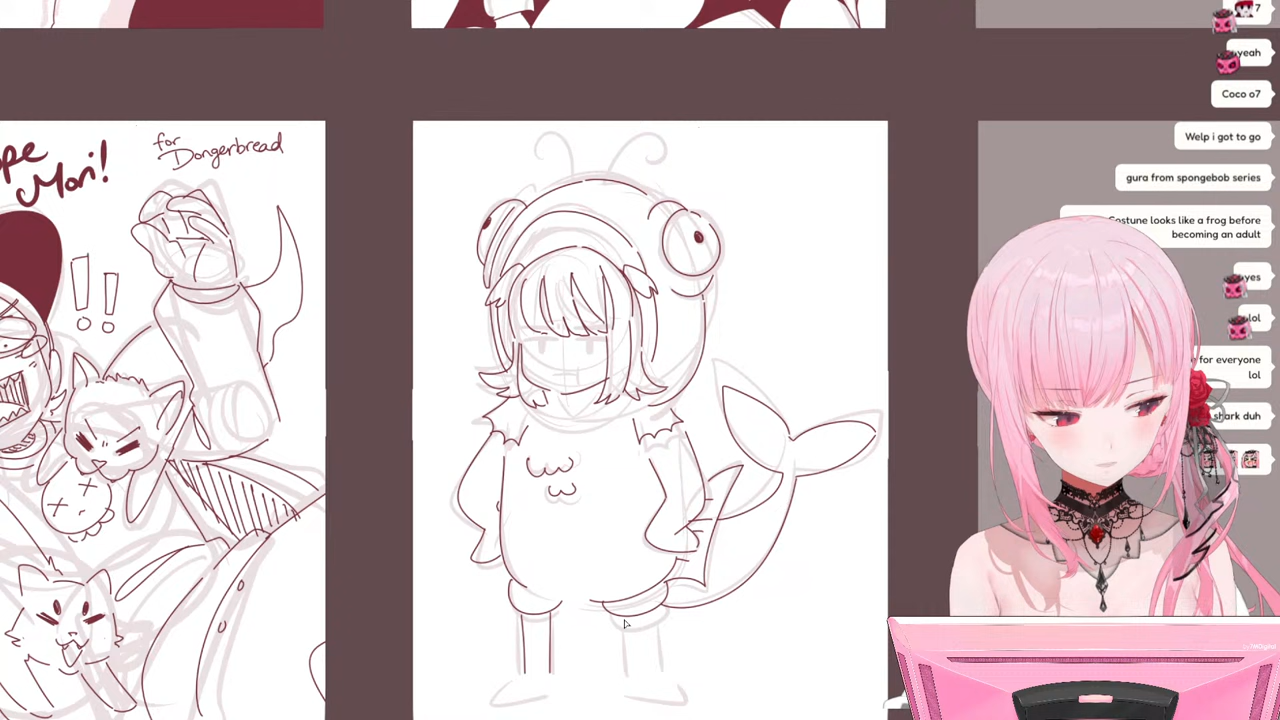 Mori!
for
Dongerbread
!!
yeah
Coco o7
Welp i got to go
gura from spongebob series
Costume looks like a frog before
becoming an adult
yes
lol
for everyone
lol
shark duh